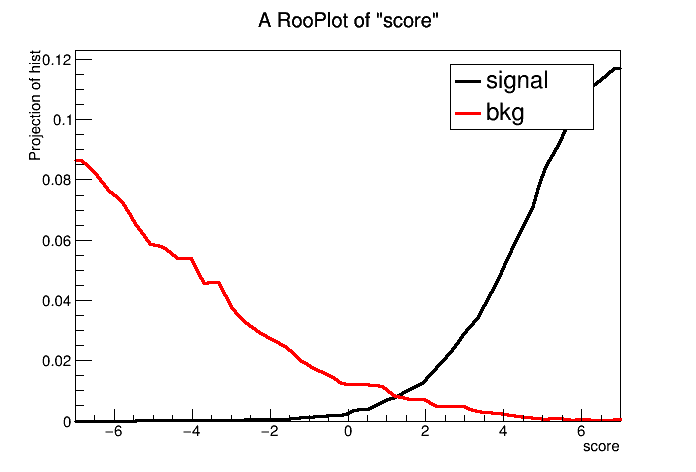 A RooPlot of "score"
Projection of hist
0.12
0.1
0.08
0.06
0.04
0.02
0
signal
bkg
−6 −4 −2 0 2 4 6
score